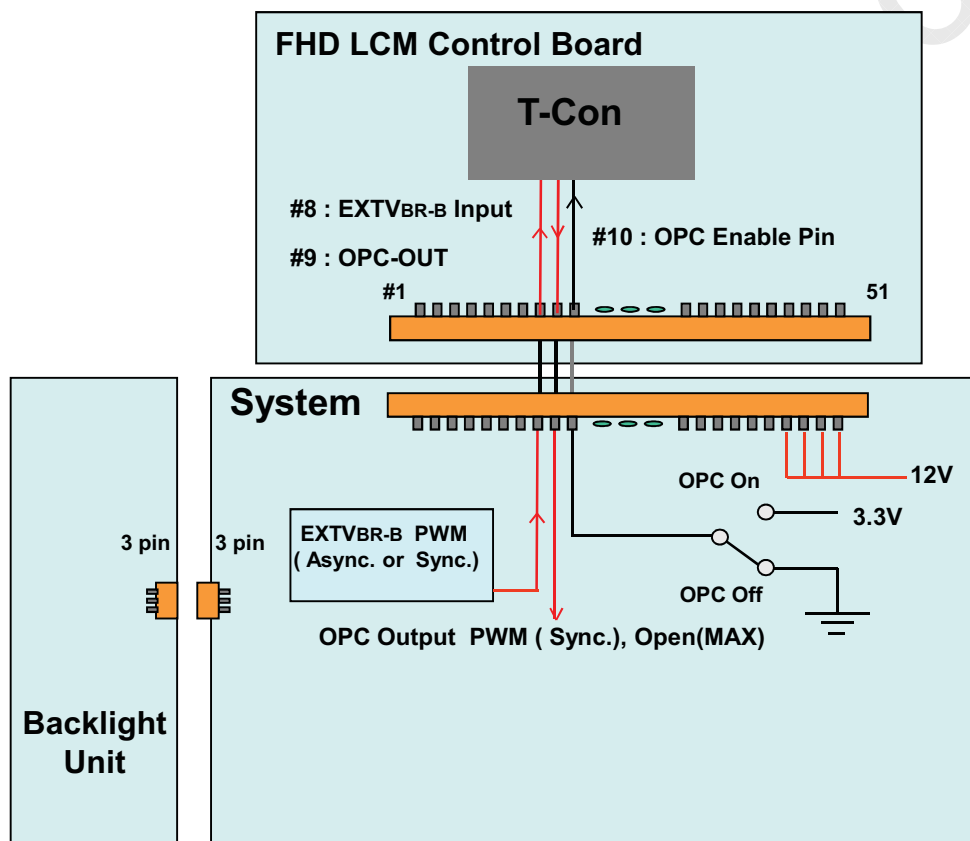 FHD LCM Control Board
T-Con
#8 : EXTVBR-B Input
#9 : OPC-OUT
#10 : OPC Enable Pin
#1
51
System
12V
OPC On
3.3V
EXTVBR-B PWM
( Async. or Sync.)
3 pin
3 pin
OPC Off
OPC Output PWM ( Sync.), Open(MAX)
Backlight
Unit